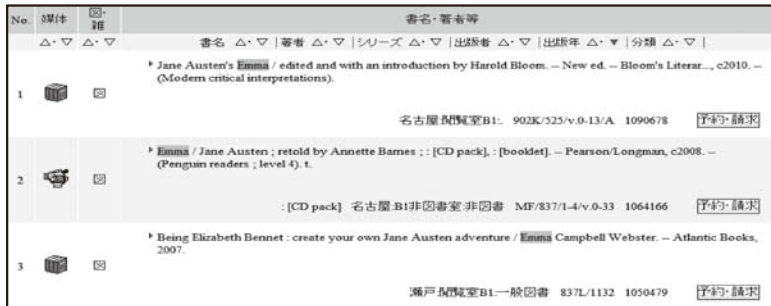 No. 媒体 図・雑 書名・著者等
△・▽ △・▽ 書名 △・▽ |著者 △・▽ |シリーズ △・▽ |出版者 △・▽ |出版年 △・▼ |分類 △・▽ |
Jane Austen's Emma / edited and with an introduction by Harold Bloom. -- New ed. -- Bloom's Literar..., c2010. --
1 図 (Modern critical interpretations).
名古屋:閲覧室B1:. 902K/525/v.0-13/A 1090678 予約・請求
Emma / Jane Austen ; retold by Annette Barnes ; : [CD pack], : [booklet]. -- Pearson/Longman, c2008. --
2 図 (Penguin readers ; level 4). t.
: [CD pack] 名古屋:B1非図書室:非図書 MF/837/1-4/v.0-33 1064166 予約・請求
Being Elizabeth Bennet : create your own Jane Austen adventure / Emma Campbell Webster. -- Atlantic Books,
3 図 2007.
瀬戸:閲覧室B1:一般図書 837L/1132 1050479 予約・請求